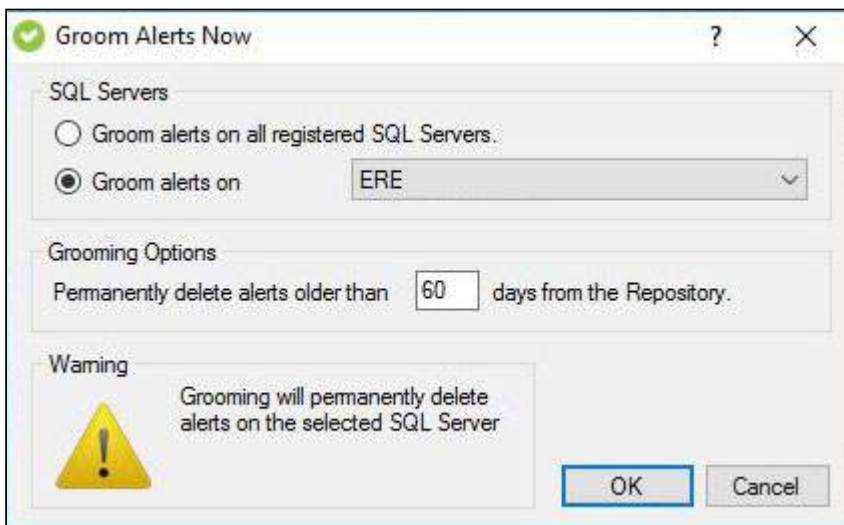 Groom Alerts Now
?
SQL Servers
Groom alerts on all registered SQL Servers.
Groom alerts on ERE
Grooming Options
Permanently delete alerts older than 60 days from the Repository.
Warning
Grooming will permanently delete
alerts on the selected SQL Server
OK Cancel